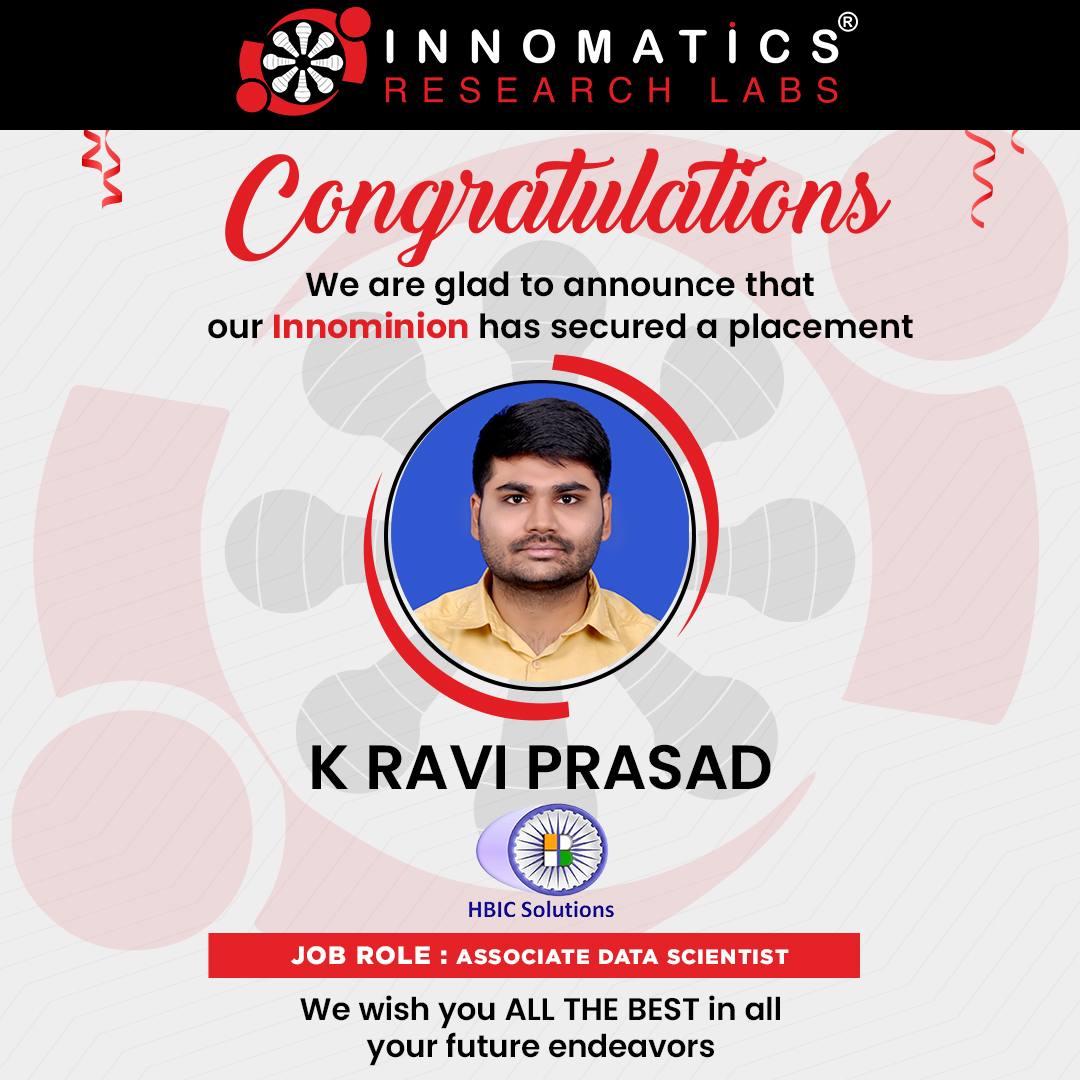 INNOMATICS®
RESEARCH LABS
Congratulations
We are glad to announce that
our Innominion has secured a placement
K RAVI PRASAD
HB
HBIC Solutions
JOB ROLE : ASSOCIATE DATA SCIENTIST
We wish you ALL THE BEST in all
your future endeavors